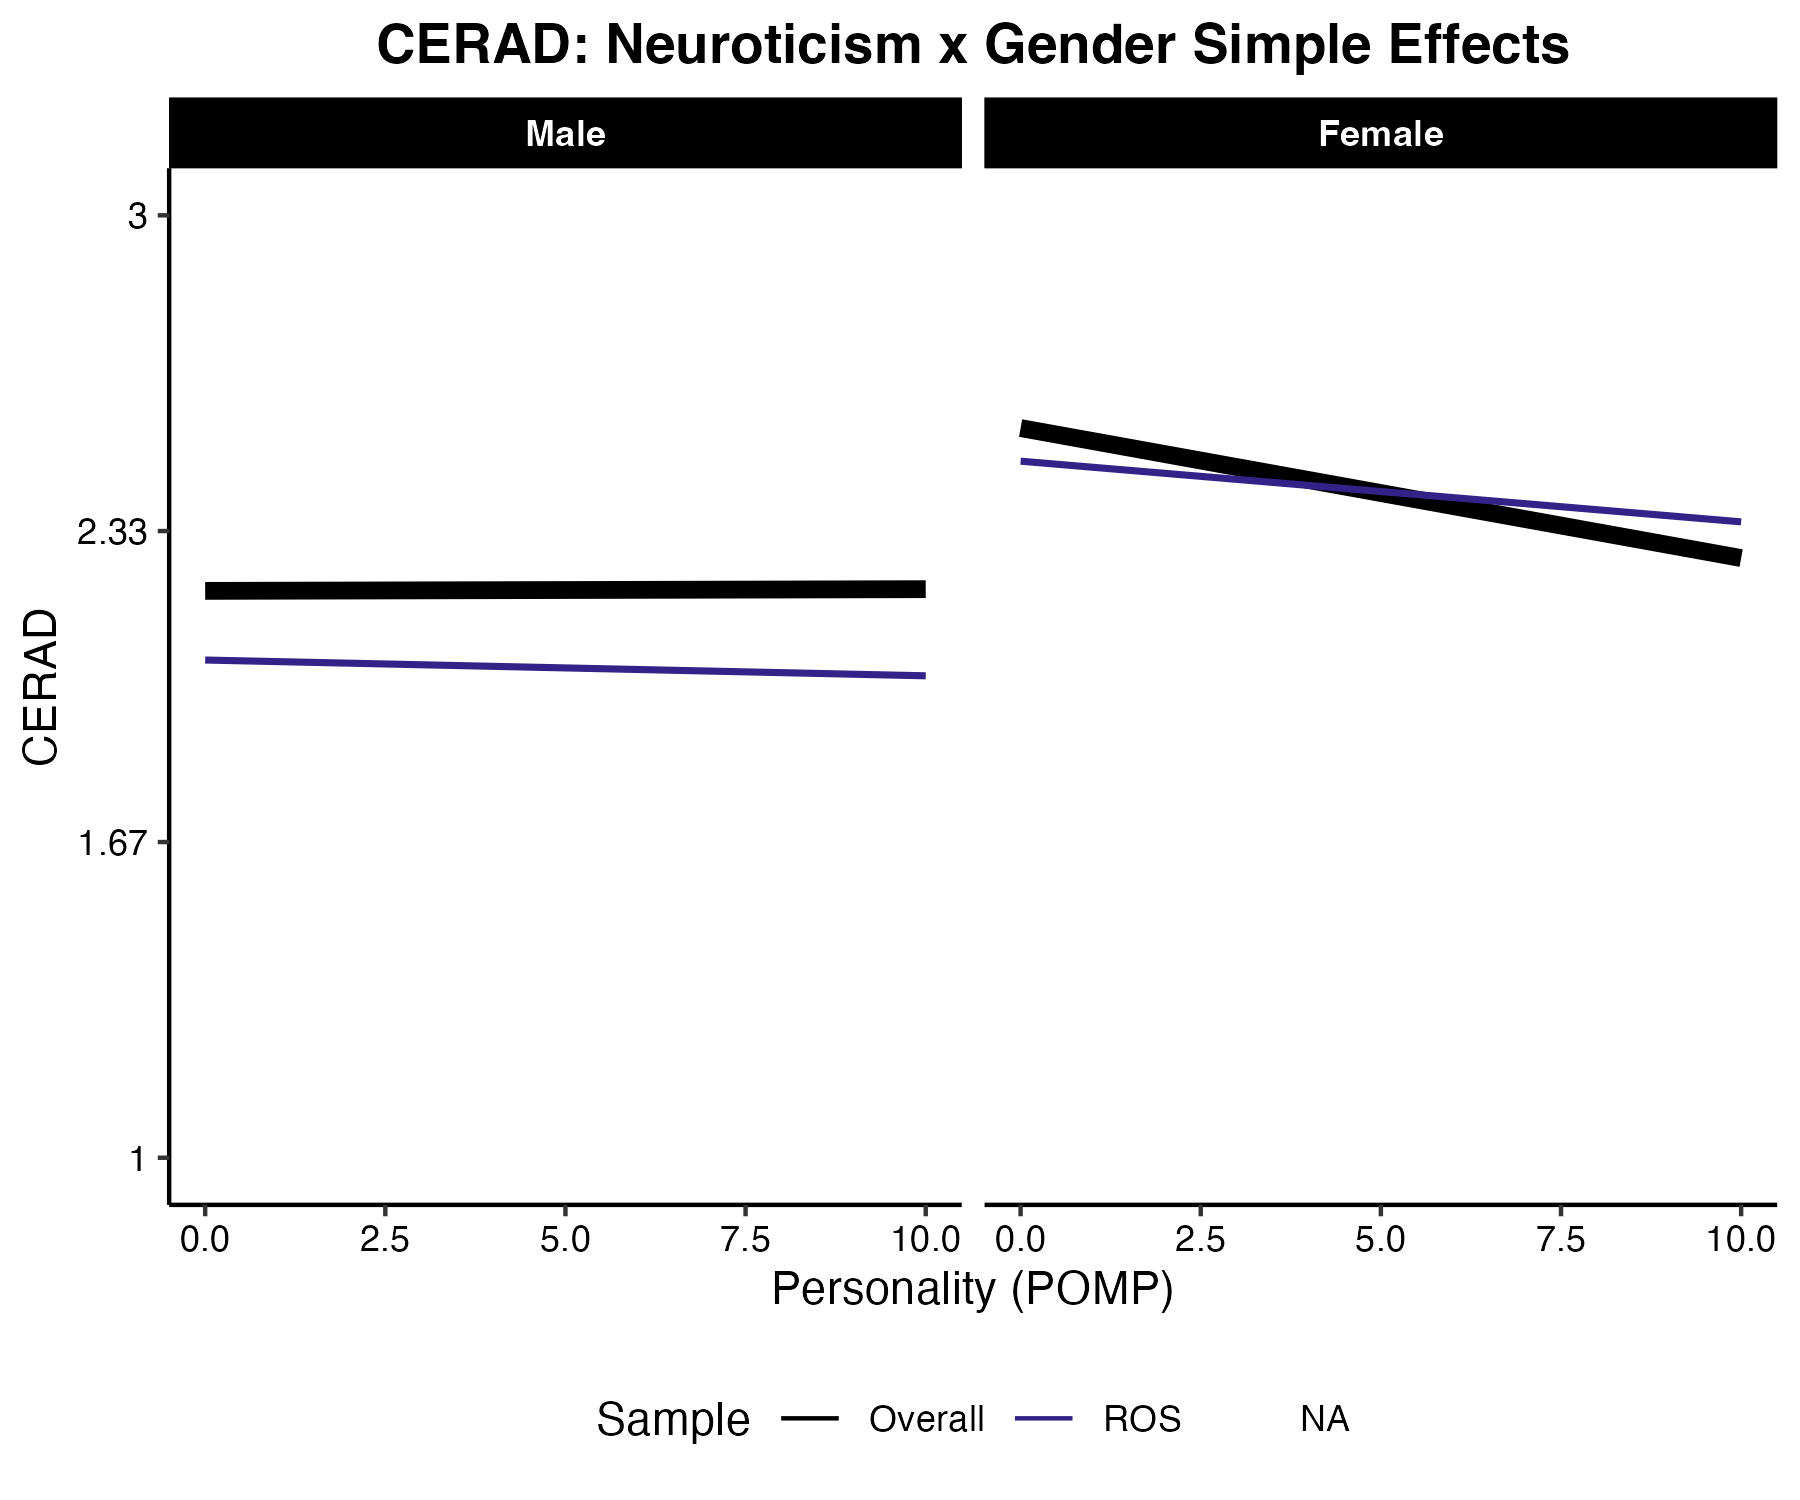 CERAD: Neuroticism x Gender Simple Effects
Male
Female
3
2.33
1.67
1
CERAD
0.0 2.5 5.0 7.5 10.0
0.0 2.5 5.0 7.5 10.0
Personality (POMP)
Sample Overall ROS NA